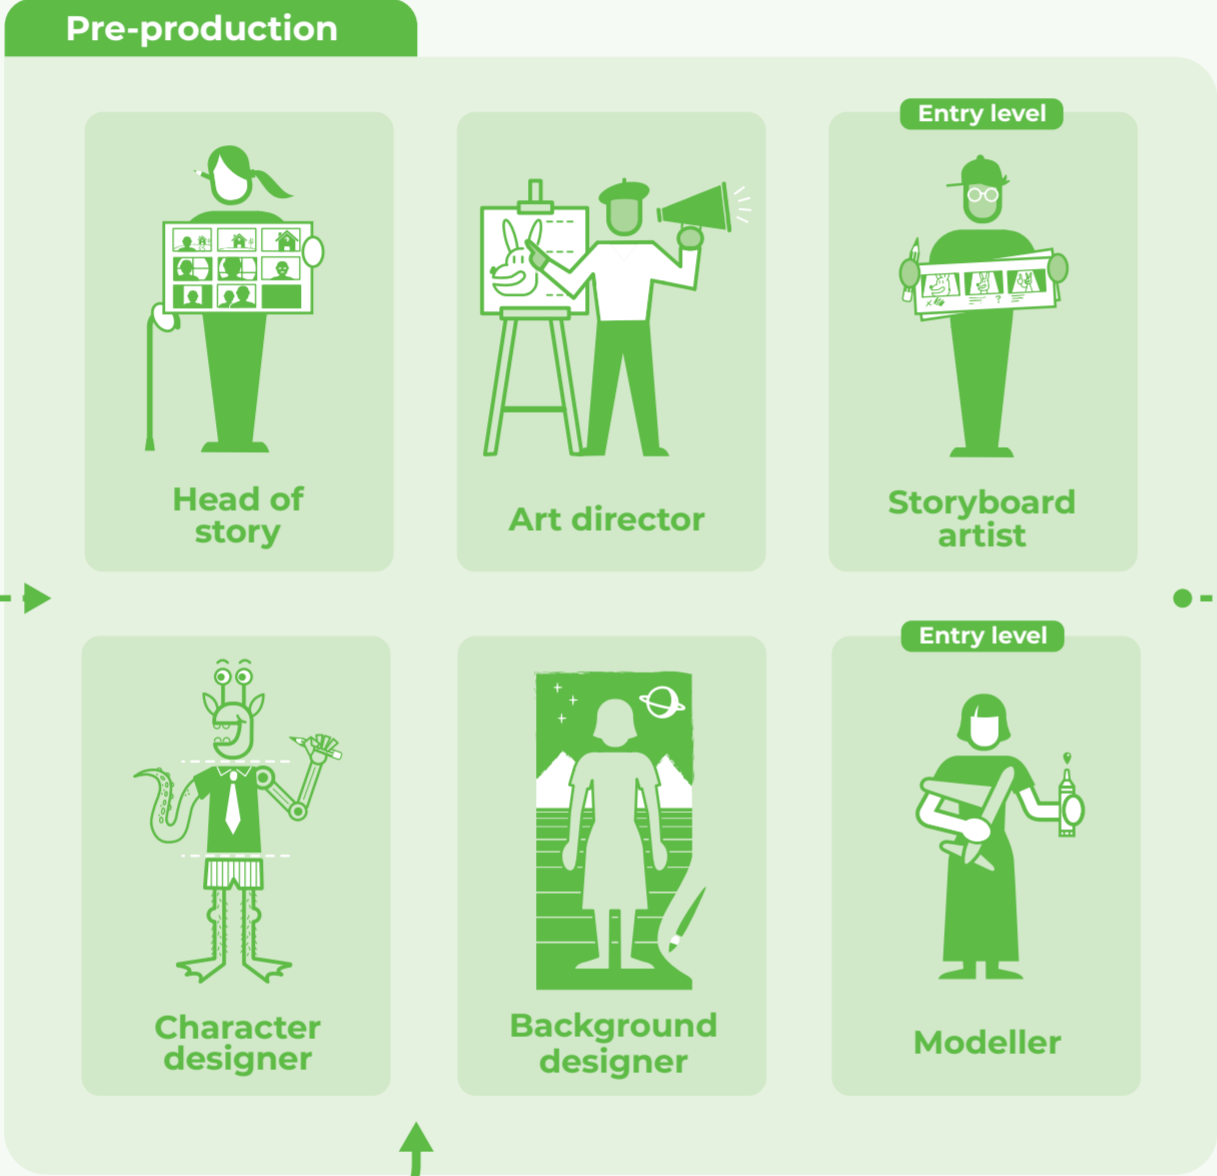 Pre-production
Entry level
Head of
story
Art director
Storyboard
artist
Entry level
Character
designer
Background
designer
Modeller